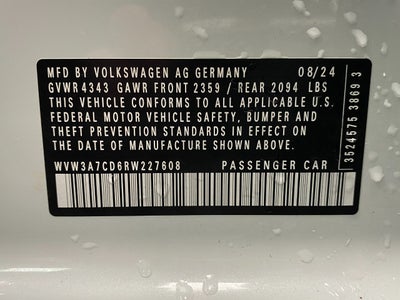 MFD BY VOLKSWAGEN AG GERMANY 08/24
GVWR 4343 GAWR FRONT 2359 / REAR 2094 LBS
THIS VEHICLE CONFORMS TO ALL APPLICABLE U.S.
FEDERAL MOTOR VEHICLE SAFETY, BUMPER AND
THEFT PREVENTION STANDARDS IN EFFECT ON
THE DATE OF MANUFACTURE SHOWN ABOVE.
WVW3A7CD6RW227608 PASSENGER CAR
3524575 3869 3